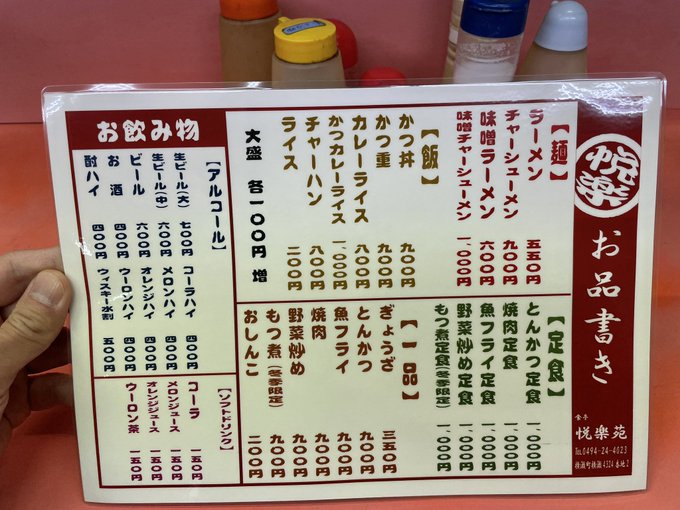 悦楽
お品書き
食亭
悦楽苑
TEL 0494-24-4023
横瀬町横瀬4324番地2
【麺】
ラーメン 五五〇円
チャーシューメン 九〇〇円
味噌ラーメン 六〇〇円
味噌チャーシューメン 一、〇〇〇円
【飯】
かつ丼 九〇〇円
かつ重 九〇〇円
カレーライス 八〇〇円
かつカレーライス 一、〇〇〇円
チャーハン 八〇〇円
ライス 二〇〇円
大盛 各一〇〇円 増
【定食】
とんかつ定食 一、〇〇〇円
焼肉定食 一、〇〇〇円
魚フライ定食 一、〇〇〇円
野菜炒め定食 一、〇〇〇円
もつ煮定食(冬季限定) 一、〇〇〇円
【一品】
ぎょうざ 三五〇円
とんかつ 九〇〇円
魚フライ 九〇〇円
焼肉 九〇〇円
野菜炒め 九〇〇円
もつ煮(冬季限定) 九〇〇円
おしんこ 二〇〇円
お飲み物
【アルコール】
生ビール(大) 七〇〇円
生ビール(中) 六〇〇円
ビール 六〇〇円
お酒 四〇〇円
酎ハイ 四〇〇円
コーラハイ 四〇〇円
メロンハイ 四〇〇円
オレンジハイ 四〇〇円
ウーロンハイ 四〇〇円
ウィスキー水割 五〇〇円
【ソフトドリンク】
コーラ 一五〇円
メロンジュース 一五〇円
オレンジジュース 一五〇円
ウーロン茶 一五〇円